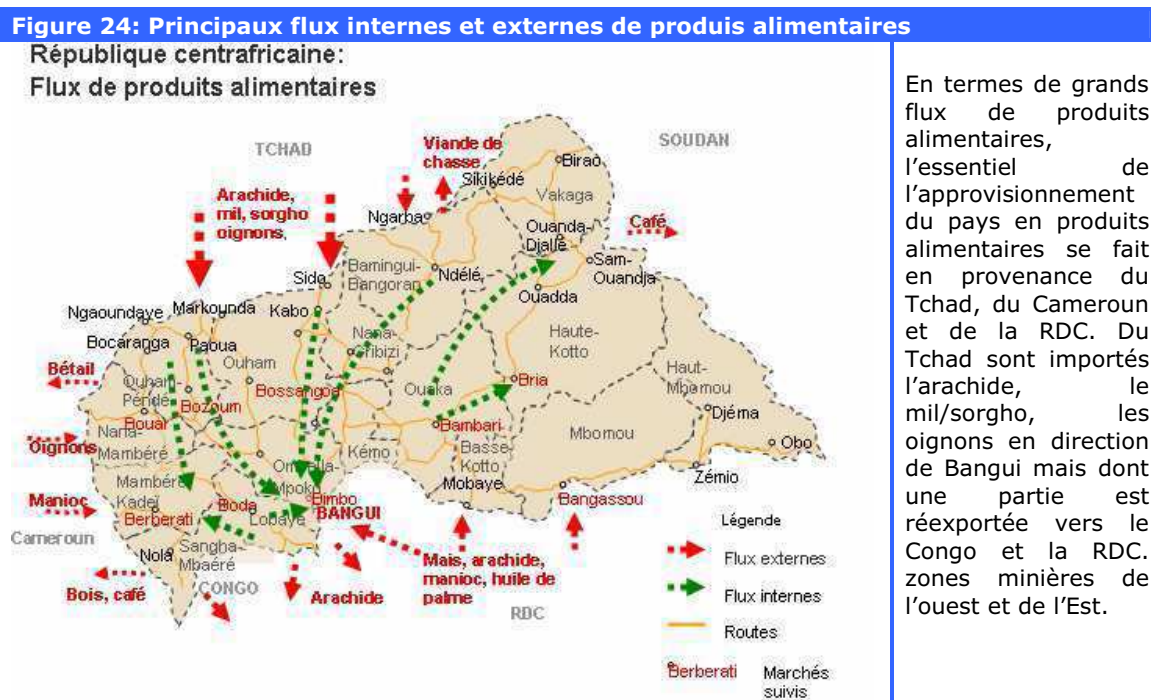 Figure 24: Principaux flux internes et externes de produis alimentaires
République centrafricaine:
Flux de produits alimentaires
TCHAD
SOUDAN
Viande de
chasse
Birao
Sikikédé
Vakaga
Arachide,
mil, sorgho
oignons,
Ngarba
Ouanda-
Djallé
Café
Sam-
Ouandja
Bamingui-
Bangoran
Ndélé
Sido
Ouadda
Ngaoundaye
Markounda
Kabo
Bocaranga
Paoua
Nana-
Gribizi
Haute-
Kotto
Ouham
Bétail
Ouham-
Péndé
Bossangoa
Ouaka
Bria
Haut-
Mbomou
Bozoum
Bouar
Bambari
Djéma
Nana-
Mambéré
Oignons
Kémo
Basse
Kotto
Mbomou
Obo
Ombella-
Mpoko
Mobaye
Zémio
Mambéré
Kadeï
Manioc
Boda
Bimbo
BANGUI
Bangassou
Berberati
Lobaye
Cameroun
Nola
Sangha-
Mbaéré
CONGO
Bois, café
Arachide
Mais, arachide,
manioc, huile de
palme
RDC
Légende
Flux externes
Flux internes
Routes
Berberati
Marchés
suivis
En termes de grands
flux de produits
alimentaires,
l'essentiel de
l'approvisionnement
du pays en produits
alimentaires se fait
en provenance du
Tchad, du Cameroun
et de la RDC. Du
Tchad sont importés
l'arachide, le
mil/sorgho, les
oignons en direction
de Bangui mais dont
une partie est
réexportée vers le
Congo et la RDC.
zones minières de
l'ouest et de l'Est.